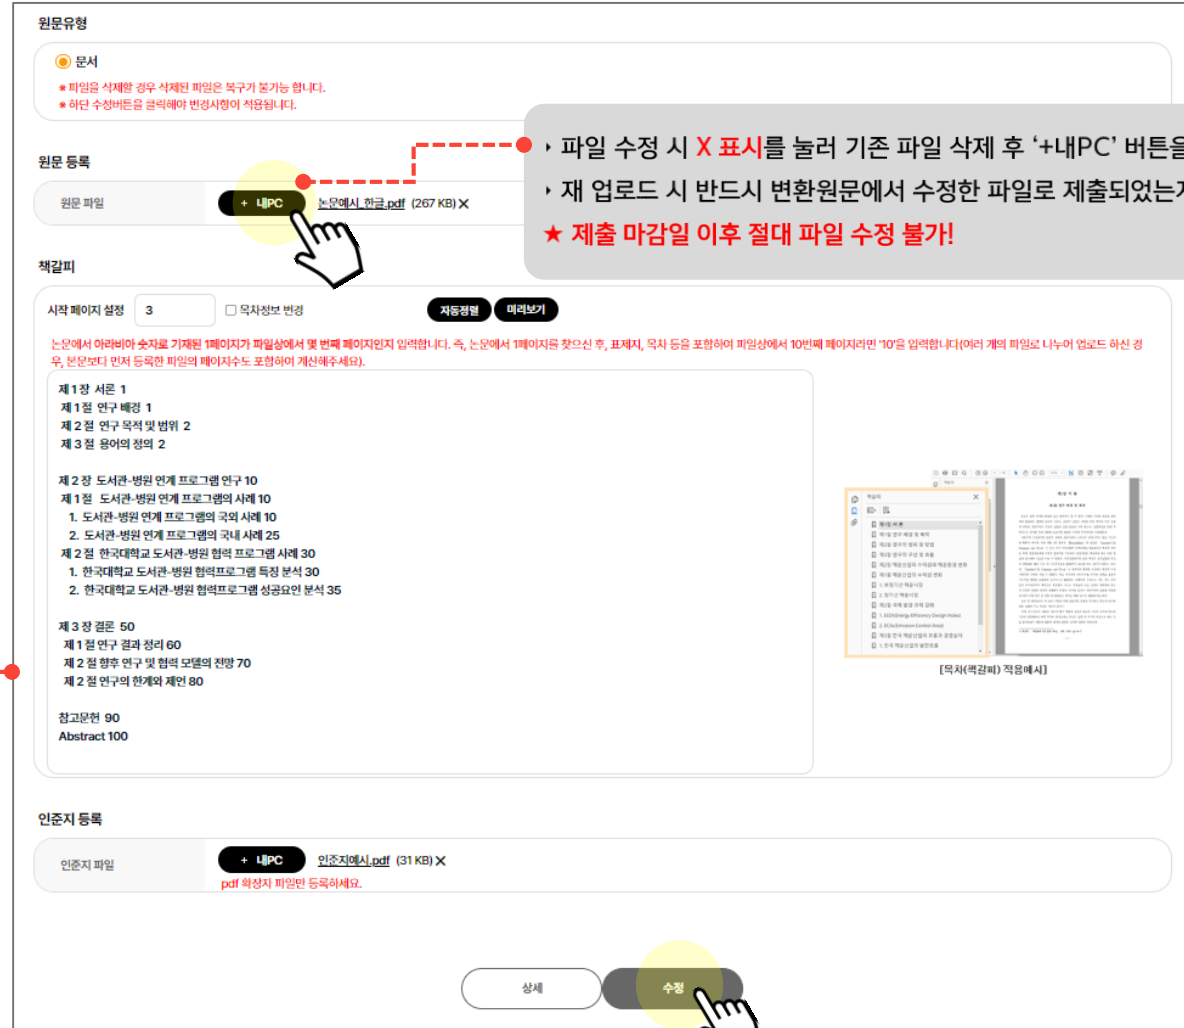 원문유형
문서
* 파일을 삭제할 경우 삭제된 파일은 복구가 불가능 합니다.
* 하단 수정버튼을 클릭해야 변경사항이 적용됩니다.
‣ 파일 수정 시 X 표시를 눌러 기존 파일 삭제 후 ‘+내PC’ 버튼을
‣ 재 업로드 시 반드시 변환원문에서 수정한 파일로 제출되었는지
★ 제출 마감일 이후 절대 파일 수정 불가!
원문 등록
원문 파일 + 내PC 논문예시_한글.pdf (267 KB) X
책갈피
시작 페이지 설정 3 목차정보 변경 자동정렬 미리보기
논문에서 아라비아 숫자로 기재된 1페이지가 파일상에서 몇 번째 페이지인지 입력합니다. 즉, 논문에서 1페이지를 찾으신 후, 표제지, 목차 등을 포함하여 파일상에서 10번째 페이지라면 '10'을 입력합니다(여러 개의 파일로 나누어 업로드 하신 경
우, 본문보다 먼저 등록한 파일의 페이지수도 포함하여 계산해주세요).
제 1 장 서론 1
제 1 절 연구 배경 1
제 2 절 연구 목적 및 범위 2
제 3 절 용어의 정의 2
제 2 장 도서관-병원 연계 프로그램 연구 10
제 1 절 도서관-병원 연계 프로그램의 사례 10
1. 도서관-병원 연계 프로그램의 국외 사례 10
2. 도서관-병원 연계 프로그램의 국내 사례 25
제 2 절 한국대학교 도서관-병원 협력 프로그램 사례 30
1. 한국대학교 도서관-병원 협력프로그램 특징 분석 30
2. 한국대학교 도서관-병원 협력프로그램 성공요인 분석 35
제 3 장 결론 50
제 1 절 연구 결과 정리 60
제 2 절 향후 연구 및 협력 모델의 전망 70
제 2 절 연구의 한계와 제언 80
참고문헌 90
Abstract 100
책갈피
[목차(책갈피) 적용예시]
인준지 등록
인준지 파일 + 내PC 인준지예시.pdf (31 KB) X
pdf 확장자 파일만 등록하세요.
상세 수정